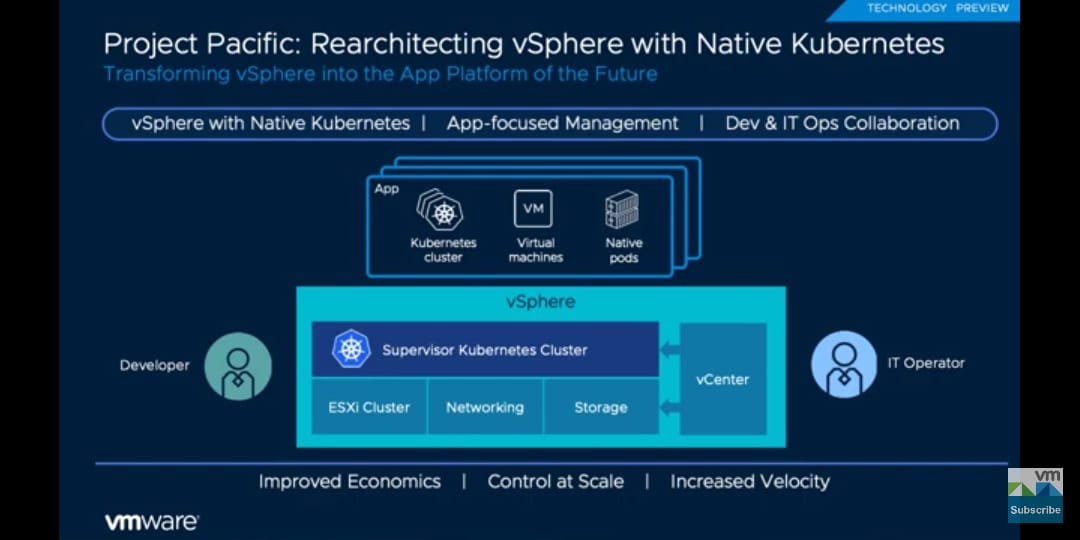 TECHNOLOGY PREVIEW
Project Pacific: Rearchitecting vSphere with Native Kubernetes
Transforming vSphere into the App Platform of the Future
vSphere with Native Kubernetes | App-focused Management | Dev & IT Ops Collaboration
App
Kubernetes
cluster
VM
Virtual
machines
Native
pods
vSphere
Supervisor Kubernetes Cluster
ESXi Cluster
Networking
Storage
vCenter
Developer
IT Operator
Improved Economics | Control at Scale | Increased Velocity
vmware®
vm
Subscribe